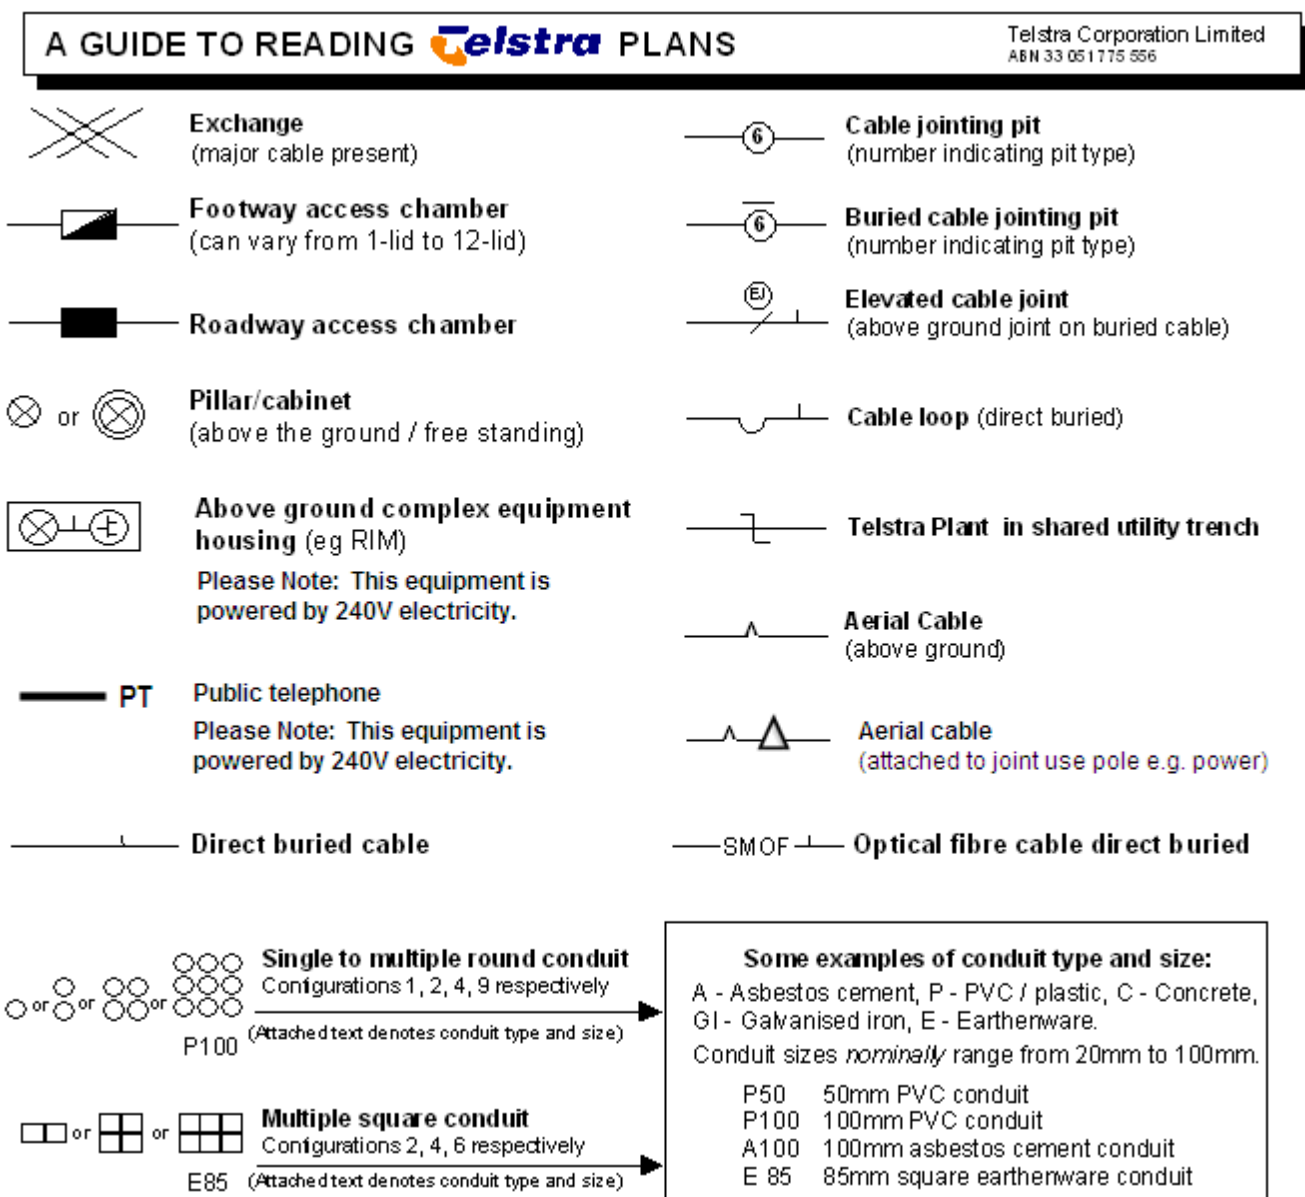 A GUIDE TO READING Telstra PLANS
Telstra Corporation Limited
ABN 33 051 775 556
Exchange
(major cable present)
Footway access chamber
(can vary from 1-lid to 12-lid)
Roadway access chamber
or
Pillar/cabinet
(above the ground / free standing)
Above ground complex equipment
housing (eg RIM)
Please Note: This equipment is
powered by 240V electricity.
PT
Public telephone
Please Note: This equipment is
powered by 240V electricity.
Direct buried cable
6
Cable jointing pit
(number indicating pit type)
6
Buried cable jointing pit
(number indicating pit type)
EJ
Elevated cable joint
(above ground joint on buried cable)
Cable loop (direct buried)
Telstra Plant in shared utility trench
Aerial Cable
(above ground)
Aerial cable
(attached to joint use pole e.g. power)
SMOF
Optical fibre cable direct buried
or or or
P100
Single to multiple round conduit
Configurations 1, 2, 4, 9 respectively
(Attached text denotes conduit type and size)
or or
E85
Multiple square conduit
Configurations 2, 4, 6 respectively
(Attached text denotes conduit type and size)
Some examples of conduit type and size:
A - Asbestos cement, P - PVC / plastic, C - Concrete,
GI - Galvanised iron, E - Earthenware.
Conduit sizes nominally range from 20mm to 100mm.
P50 50mm PVC conduit
P100 100mm PVC conduit
A100 100mm asbestos cement conduit
E 85 85mm square earthenware conduit